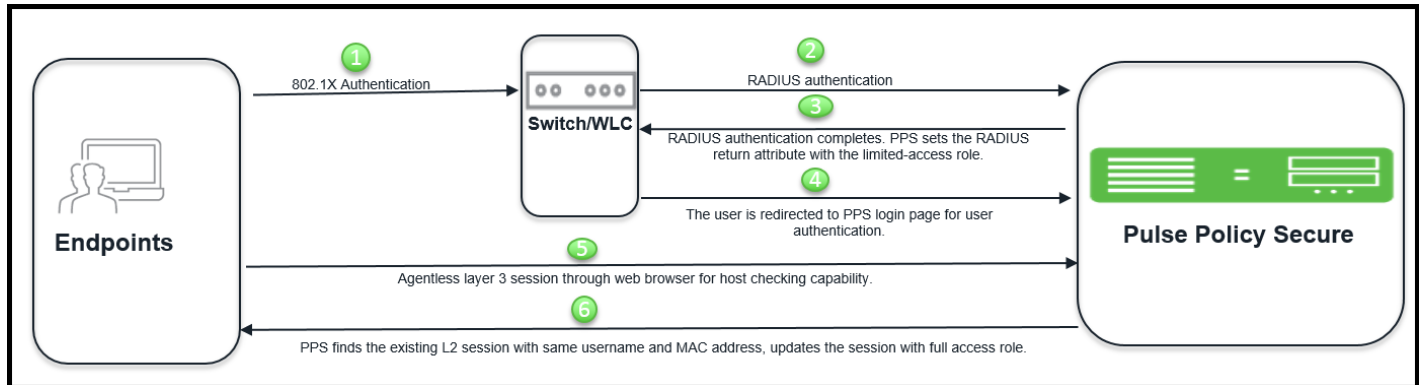 1
802.1X Authentication
2
RADIUS authentication
3
RADIUS authentication completes. PPS sets the RADIUS
return attribute with the limited-access role.
4
The user is redirected to PPS login page for user
authentication.
Switch/WLC
Endpoints
Pulse Policy Secure
5
Agentless layer 3 session through web browser for host checking capability.
6
PPS finds the existing L2 session with same username and MAC address, updates the session with full access role.